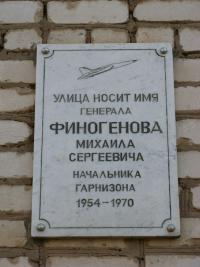 УЛИЦА НОСИТ ИМЯ
ГЕНЕРАЛА
ФИНОГЕНОВА
МИХАИЛА
СЕРГЕЕВИЧА
НАЧАЛЬНИКА
ГАРНИЗОНА
1954–1970